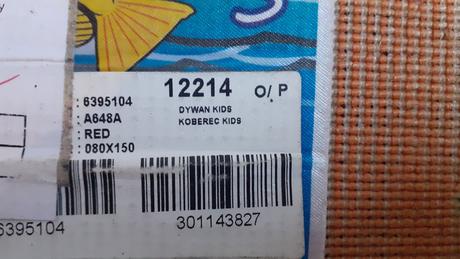 12214 O/ P
: 6395104
DYWAN KIDS
: A648A
KOBEREC KIDS
: RED
: 080X150
6395104
301143827